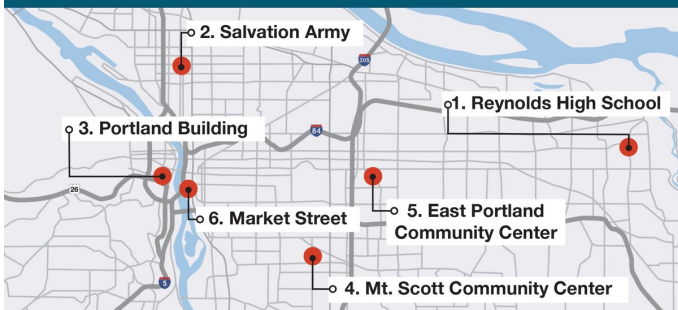 2. Salvation Army
205
1. Reynolds High School
3. Portland Building
84
26
6. Market Street
5. East Portland
Community Center
4. Mt. Scott Community Center
5